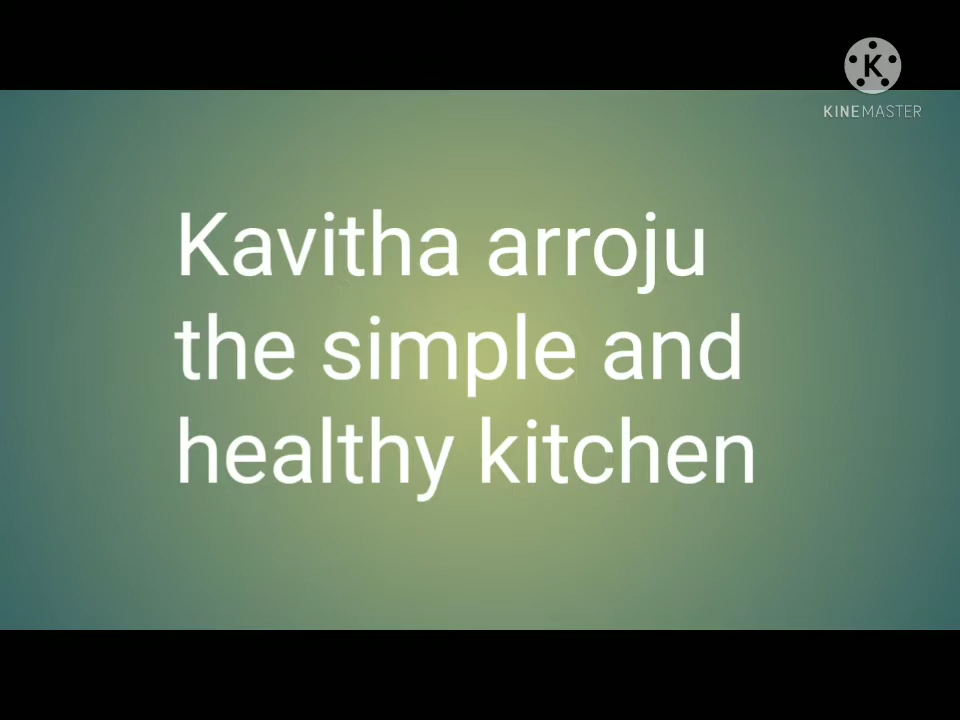 K
KINEMASTER
Kavitha arroju
the simple and
healthy kitchen